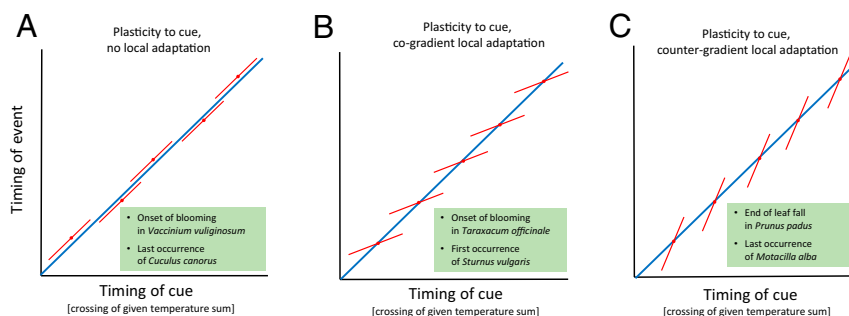 A
Plasticity to cue,
no local adaptation
Timing of event
• Onset of blooming
in Vaccinium vuliginosum
• Last occurrence
of Cuculus canorus
Timing of cue
[crossing of given temperature sum]
B
Plasticity to cue,
co-gradient local adaptation
• Onset of blooming
in Taraxacum officinale
• First occurrence
of Sturnus vulgaris
Timing of cue
[crossing of given temperature sum]
C
Plasticity to cue,
counter-gradient local adaptation
• End of leaf fall
in Prunus padus
• Last occurrence
of Motacilla alba
Timing of cue
[crossing of given temperature sum]